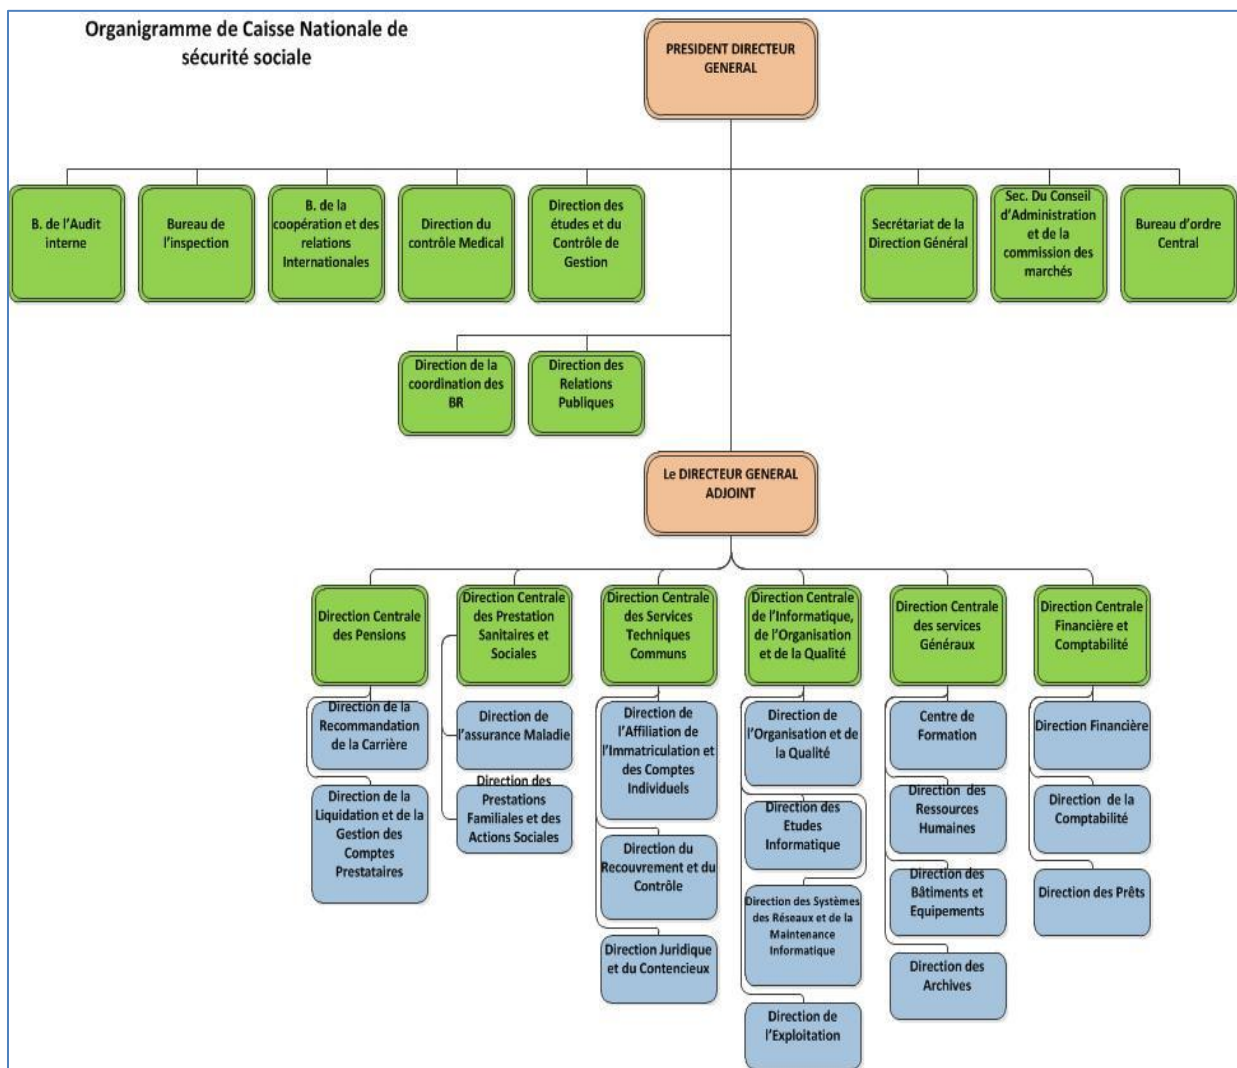 Organigramme de Caisse Nationale de
sécurité sociale
PRESIDENT DIRECTEUR
GENERAL
B. de l'Audit
interne
Bureau de
l'inspection
B. de la
coopération et des
relations
Internationales
Direction du
contrôle Medical
Direction des
études et du
Contrôle de
Gestion
Secrétariat de la
Direction Général
Sec. Du Conseil
d'Administration
et de la
commission des
marchés
Bureau d'ordre
Central
Direction de la
coordination des
BR
Direction des
Relations
Publiques
Le DIRECTEUR GENERAL
ADJOINT
Direction Centrale
des Pensions
Direction Centrale
des Prestation
Sanitaires et
Sociales
Direction Centrale
des Services
Techniques
Communs
Direction Centrale
de l'Informatique,
de l'Organisation
et de la Qualité
Direction Centrale
des services
Généraux
Direction Centrale
Financière et
Comptabilité
Direction de la
Recommandation
de la Carrière
Direction de la
Liquidation et de la
Gestion des
Comptes
Prestataires
Direction de
l'assurance Maladie
Direction des
Prestations
Familiales et des
Actions Sociales
Direction de
l'Affiliation de
l'Immatriculation et
des Comptes
Individuels
Direction du
Recouvrement et du
Contrôle
Direction Juridique
et du Contencieux
Direction de
l'Organisation et de
la Qualité
Direction des
Etudes
Informatique
Direction des Systèmes
des Réseaux et de la
Maintenance
Informatique
Direction de
l'Exploitation
Centre de
Formation
Direction des
Ressources
Humaines
Direction des
Bâtiments et
Equipements
Direction des
Archives
Direction Financière
Direction de la
Comptabilité
Direction des Prêts